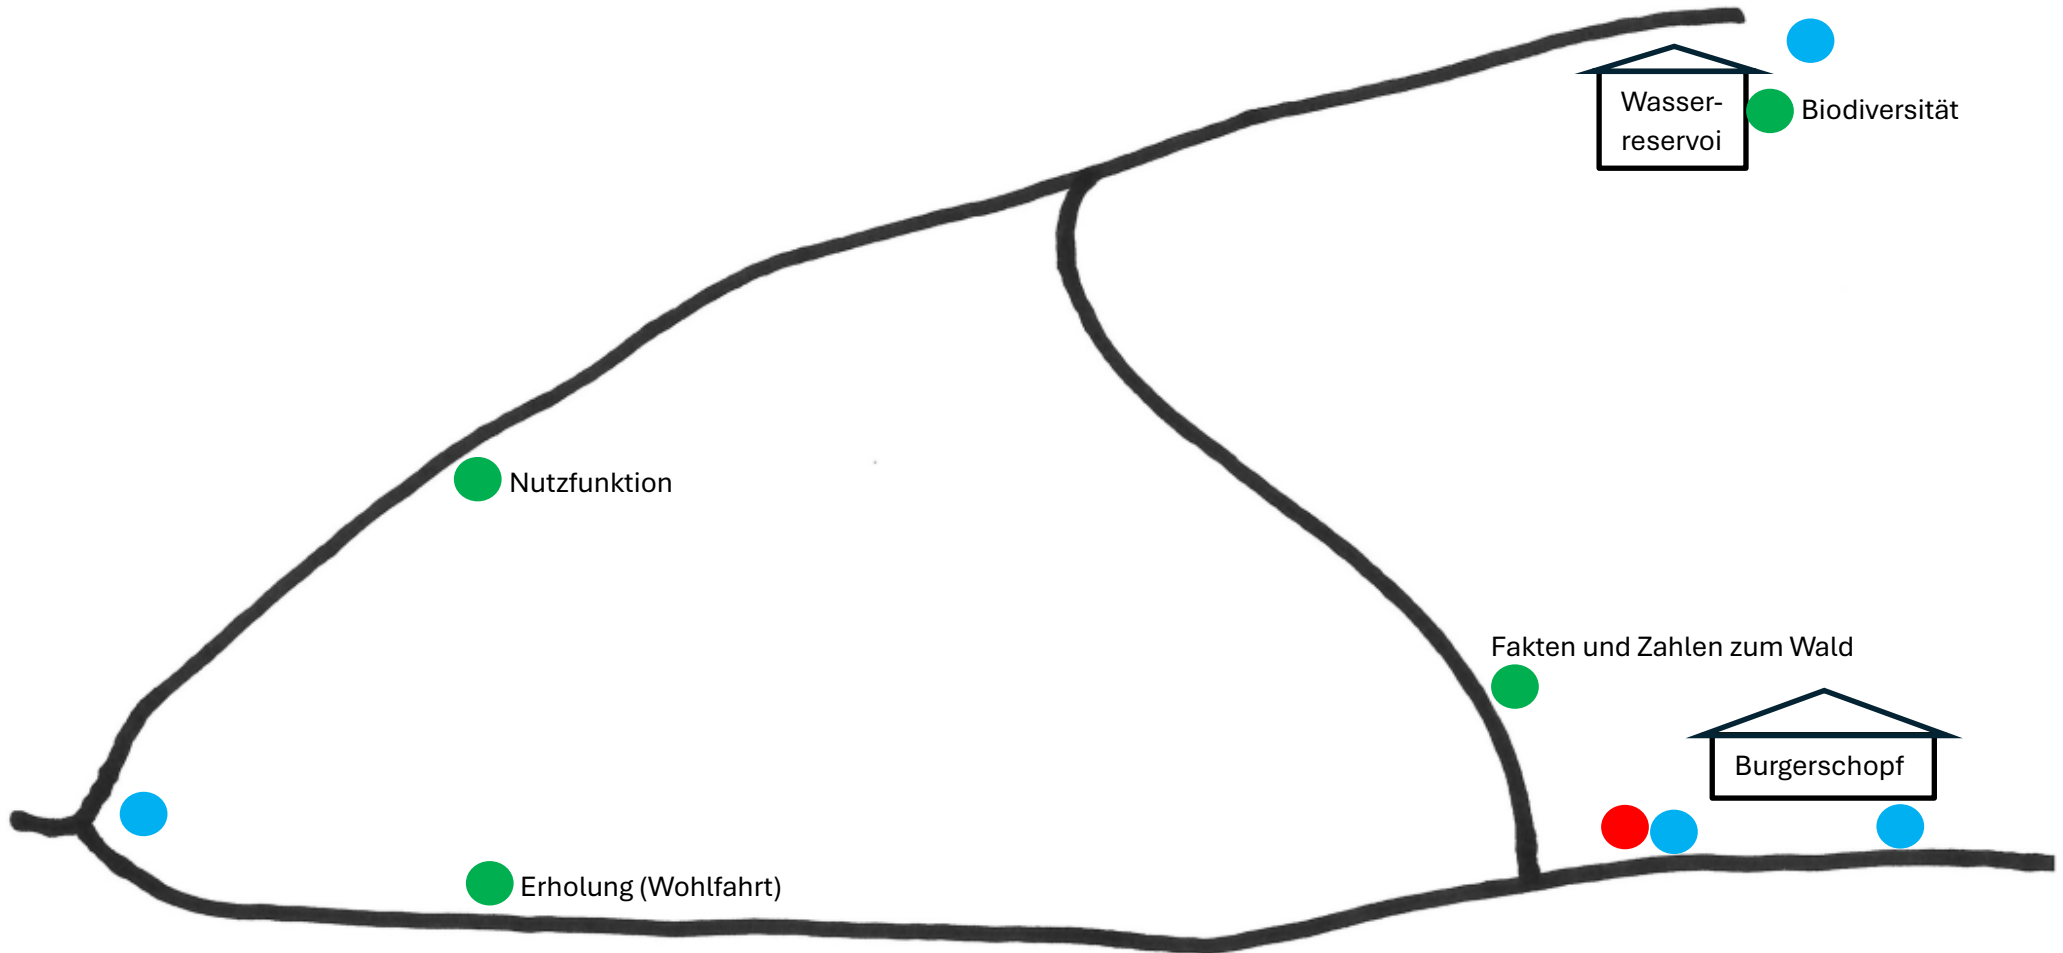 Wasser-
reservoi
Biodiversität
Nutzfunktion
Fakten und Zahlen zum Wald
Burgerschopf
Erholung (Wohlfahrt)